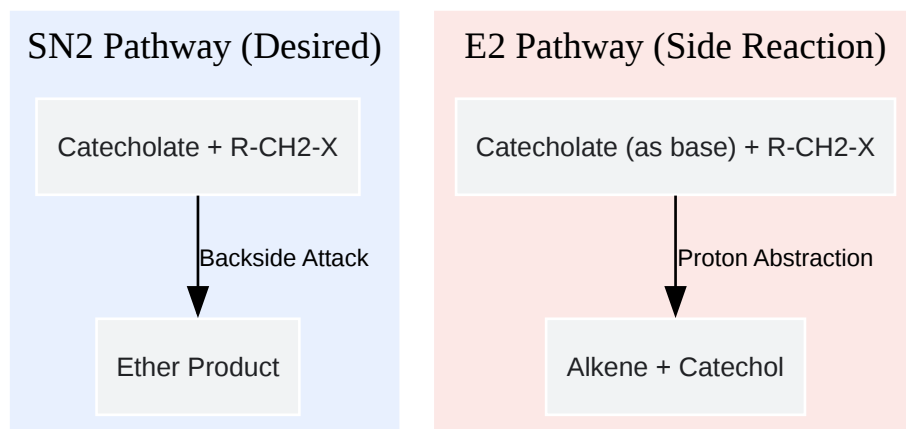 SN2 Pathway (Desired)
Catecholate + R-CH2-X
Backside Attack
Ether Product
E2 Pathway (Side Reaction)
Catecholate (as base) + R-CH2-X
Proton Abstraction
Alkene + Catechol